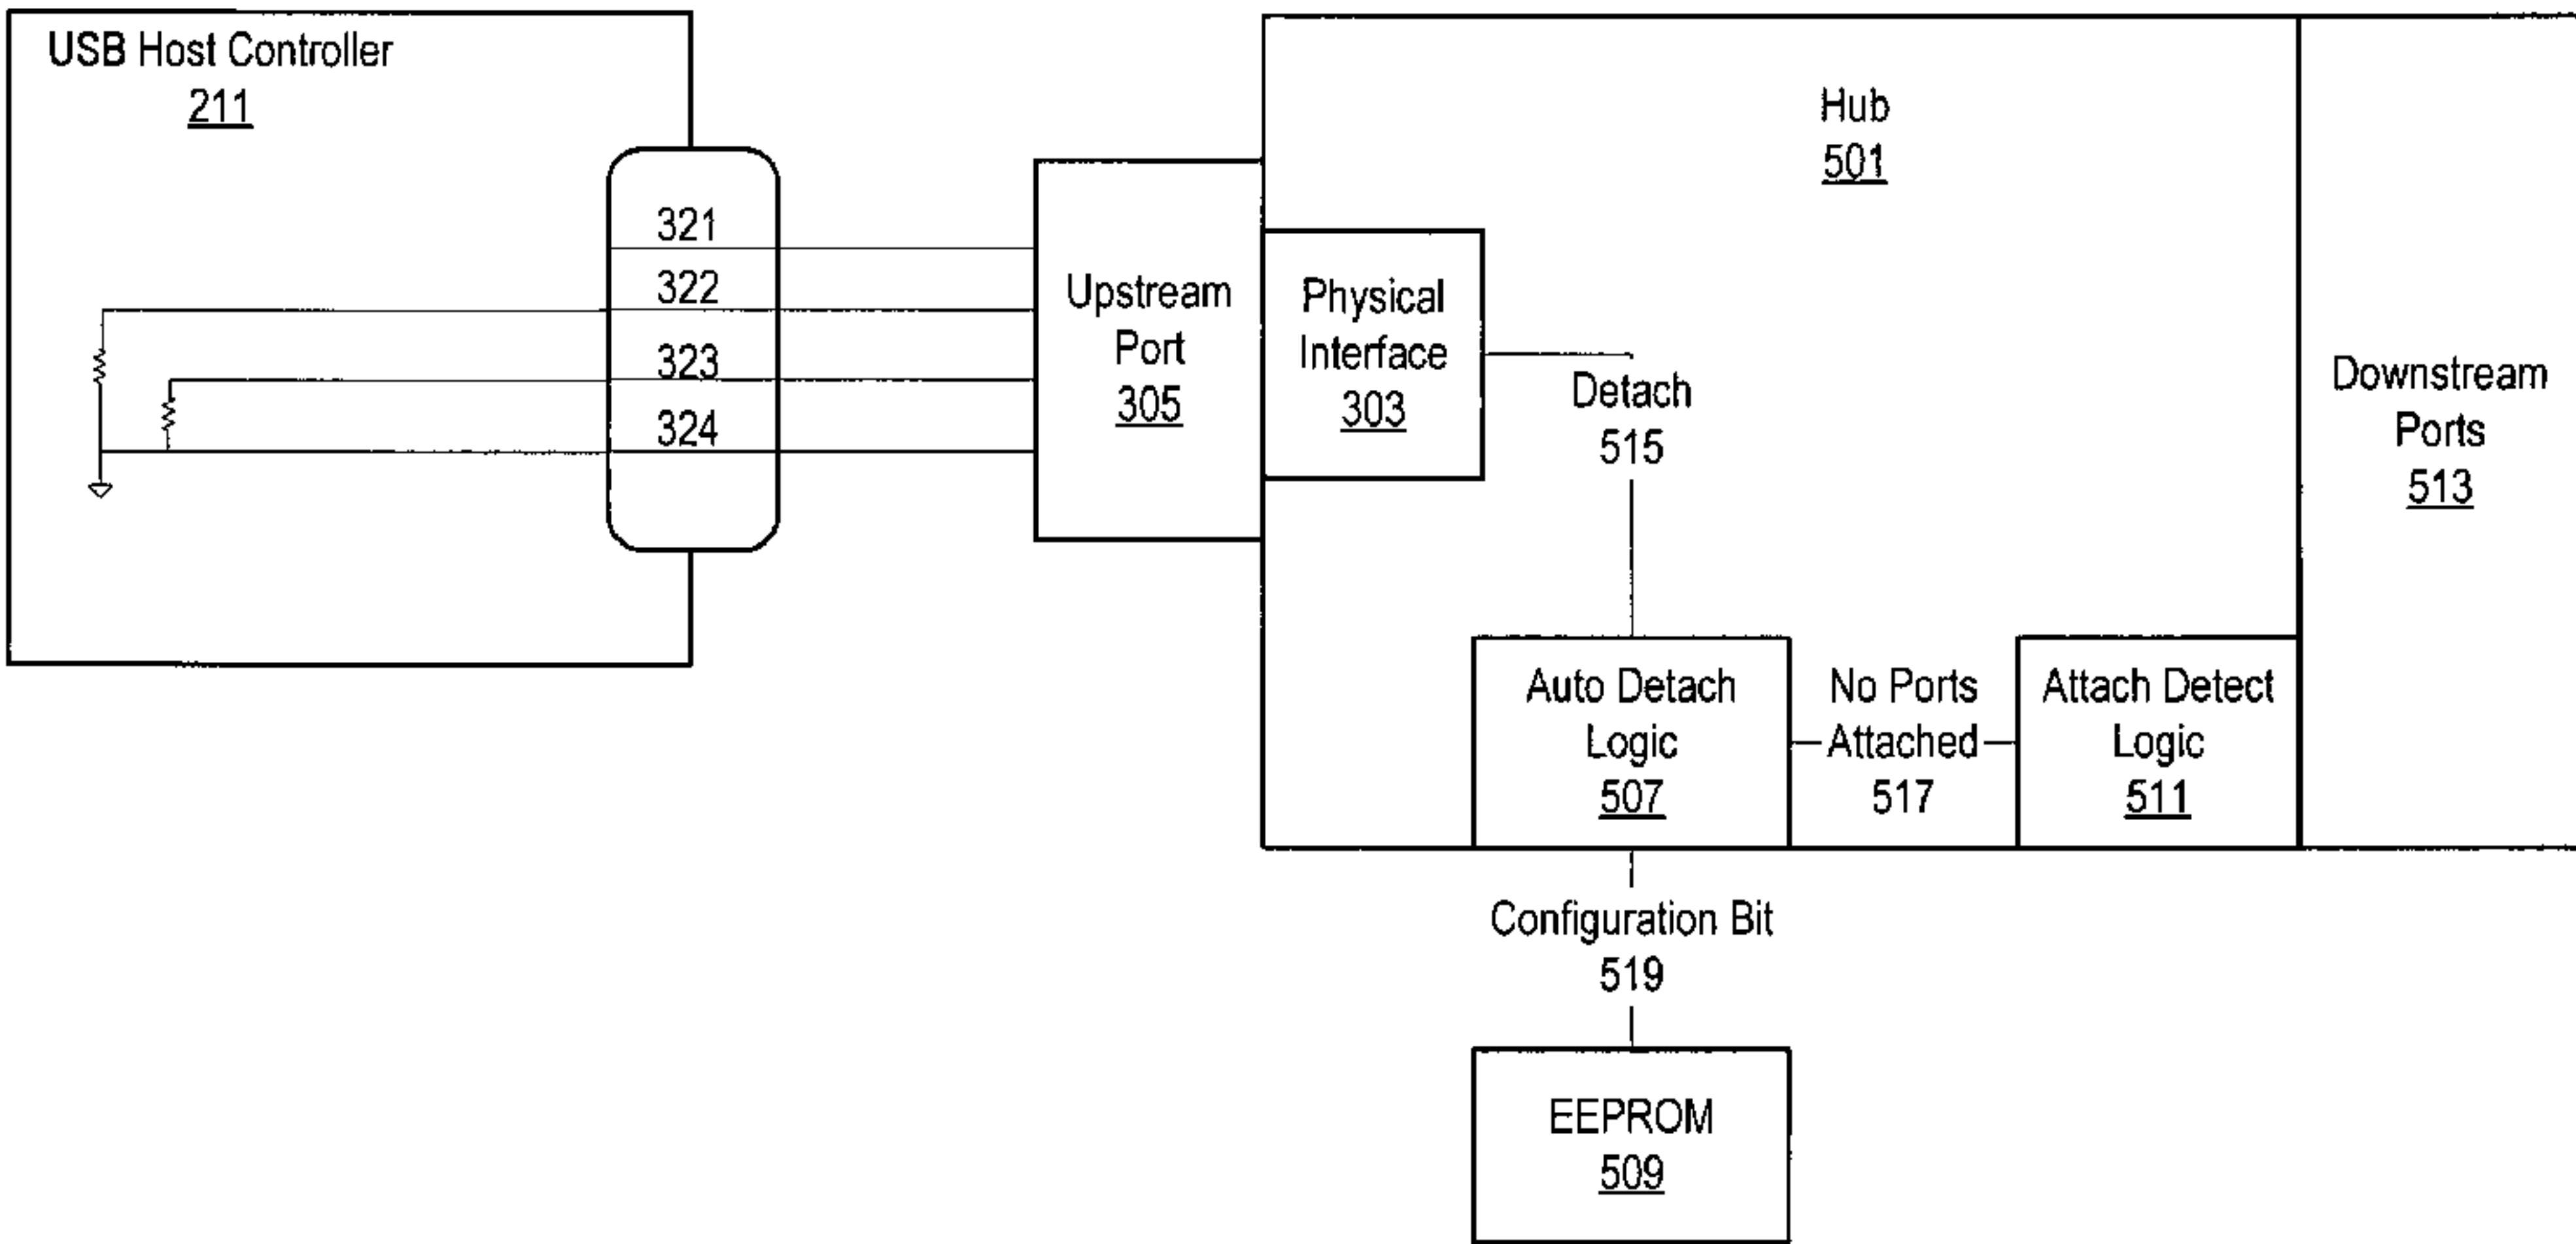 USB Host Controller
211
321
322
323
324
Upstream
Port
305
Physical
Interface
303
Hub
501
Detach
515
Downstream
Ports
513
Auto Detach
Logic
507
No Ports
Attached
517
Attach Detect
Logic
511
Configuration Bit
519
EEPROM
509